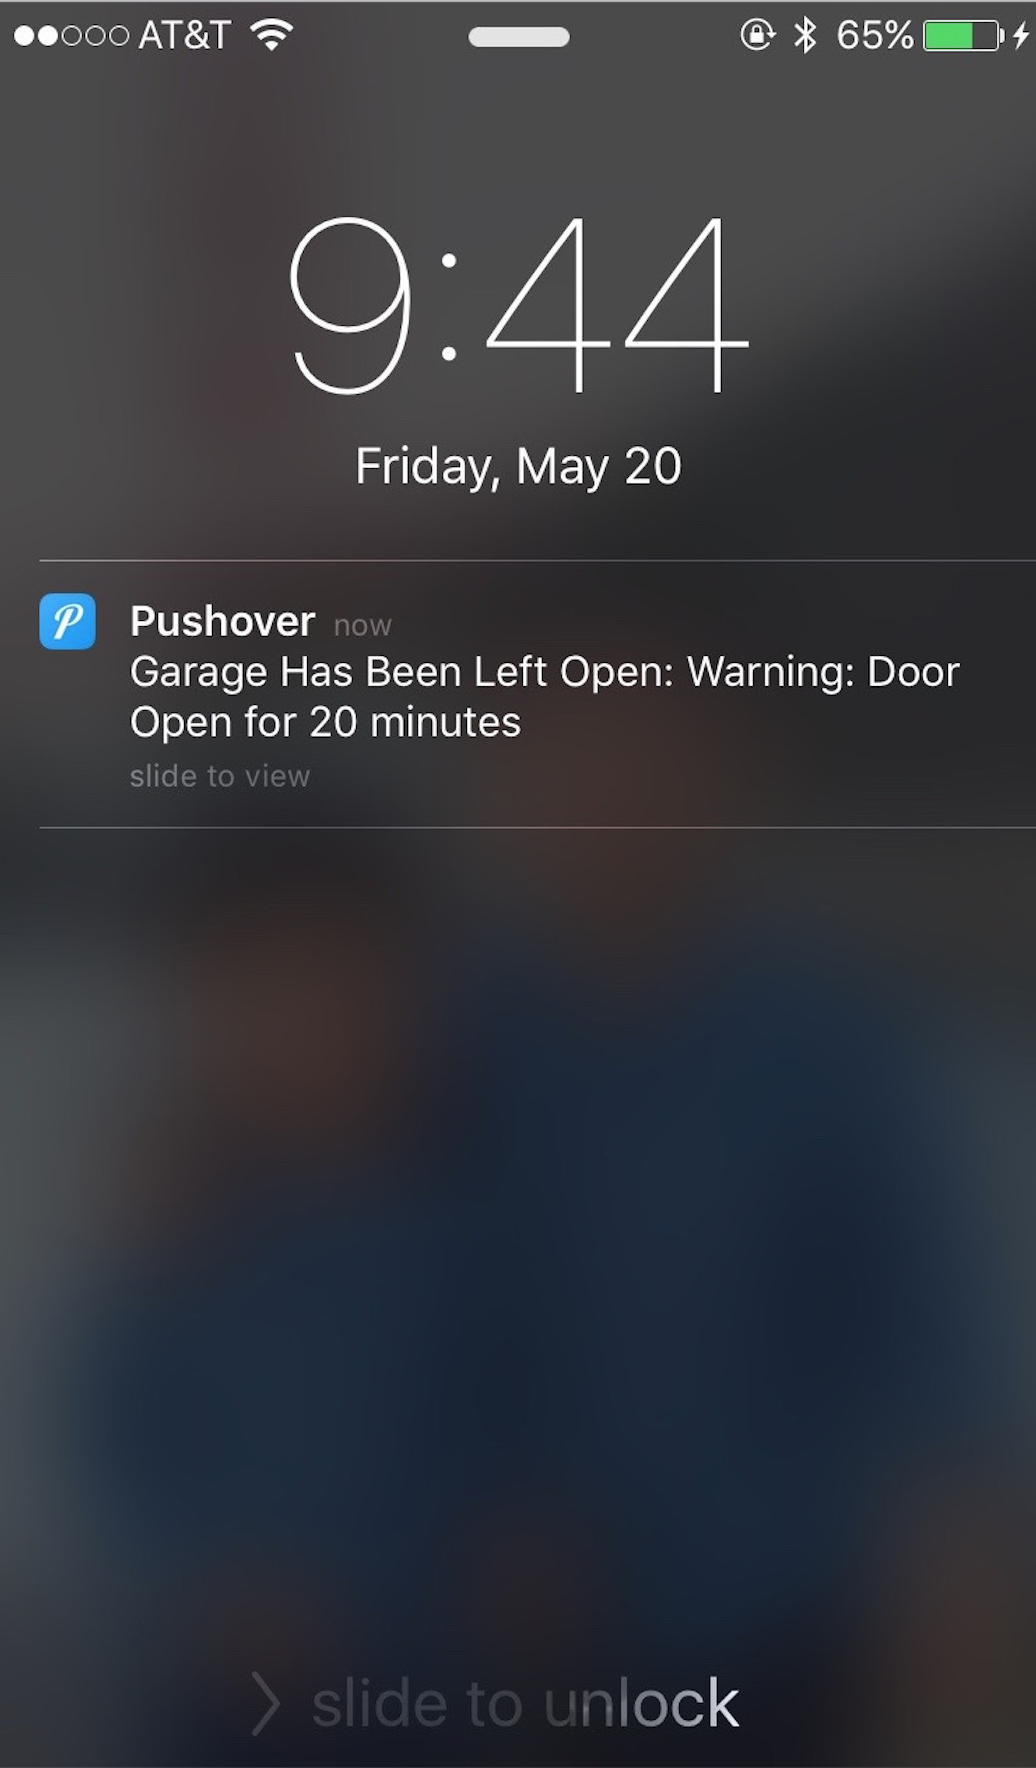 AT&T 65%
9:44
Friday, May 20
Pushover now
Garage Has Been Left Open: Warning: Door
Open for 20 minutes
slide to view
slide to unlock